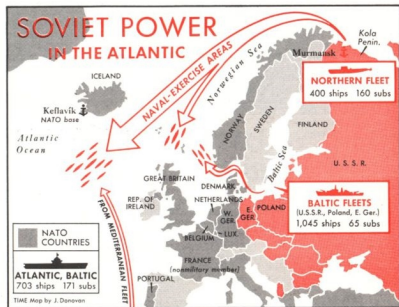 SOVIET POWER
IN THE ATLANTIC
Kola
Penin.
Murmansk
NORTHERN FLEET
400 ships 160 subs
NAVAL-EXERCISE AREAS
Norwegian Sea
ICELAND
Keflavik
NATO base
NORWAY
SWEDEN
FINLAND
Atlantic
Ocean
Baltic Sea
U. S. S. R.
GREAT BRITAIN
DENMARK
REP. OF
IRELAND
NETHERLANDS
W.
GER.
E.
GER.
POLAND
BALTIC FLEETS
(U.S.S.R., Poland, E. Ger.)
1,045 ships 65 subs
FROM MEDITERRANEAN FLEET
BELGIUM
LUX.
NATO
COUNTRIES
FRANCE
(nonmilitary member)
ATLANTIC, BALTIC
703 ships 171 subs
PORTUGAL
TIME Map by J. Donovan